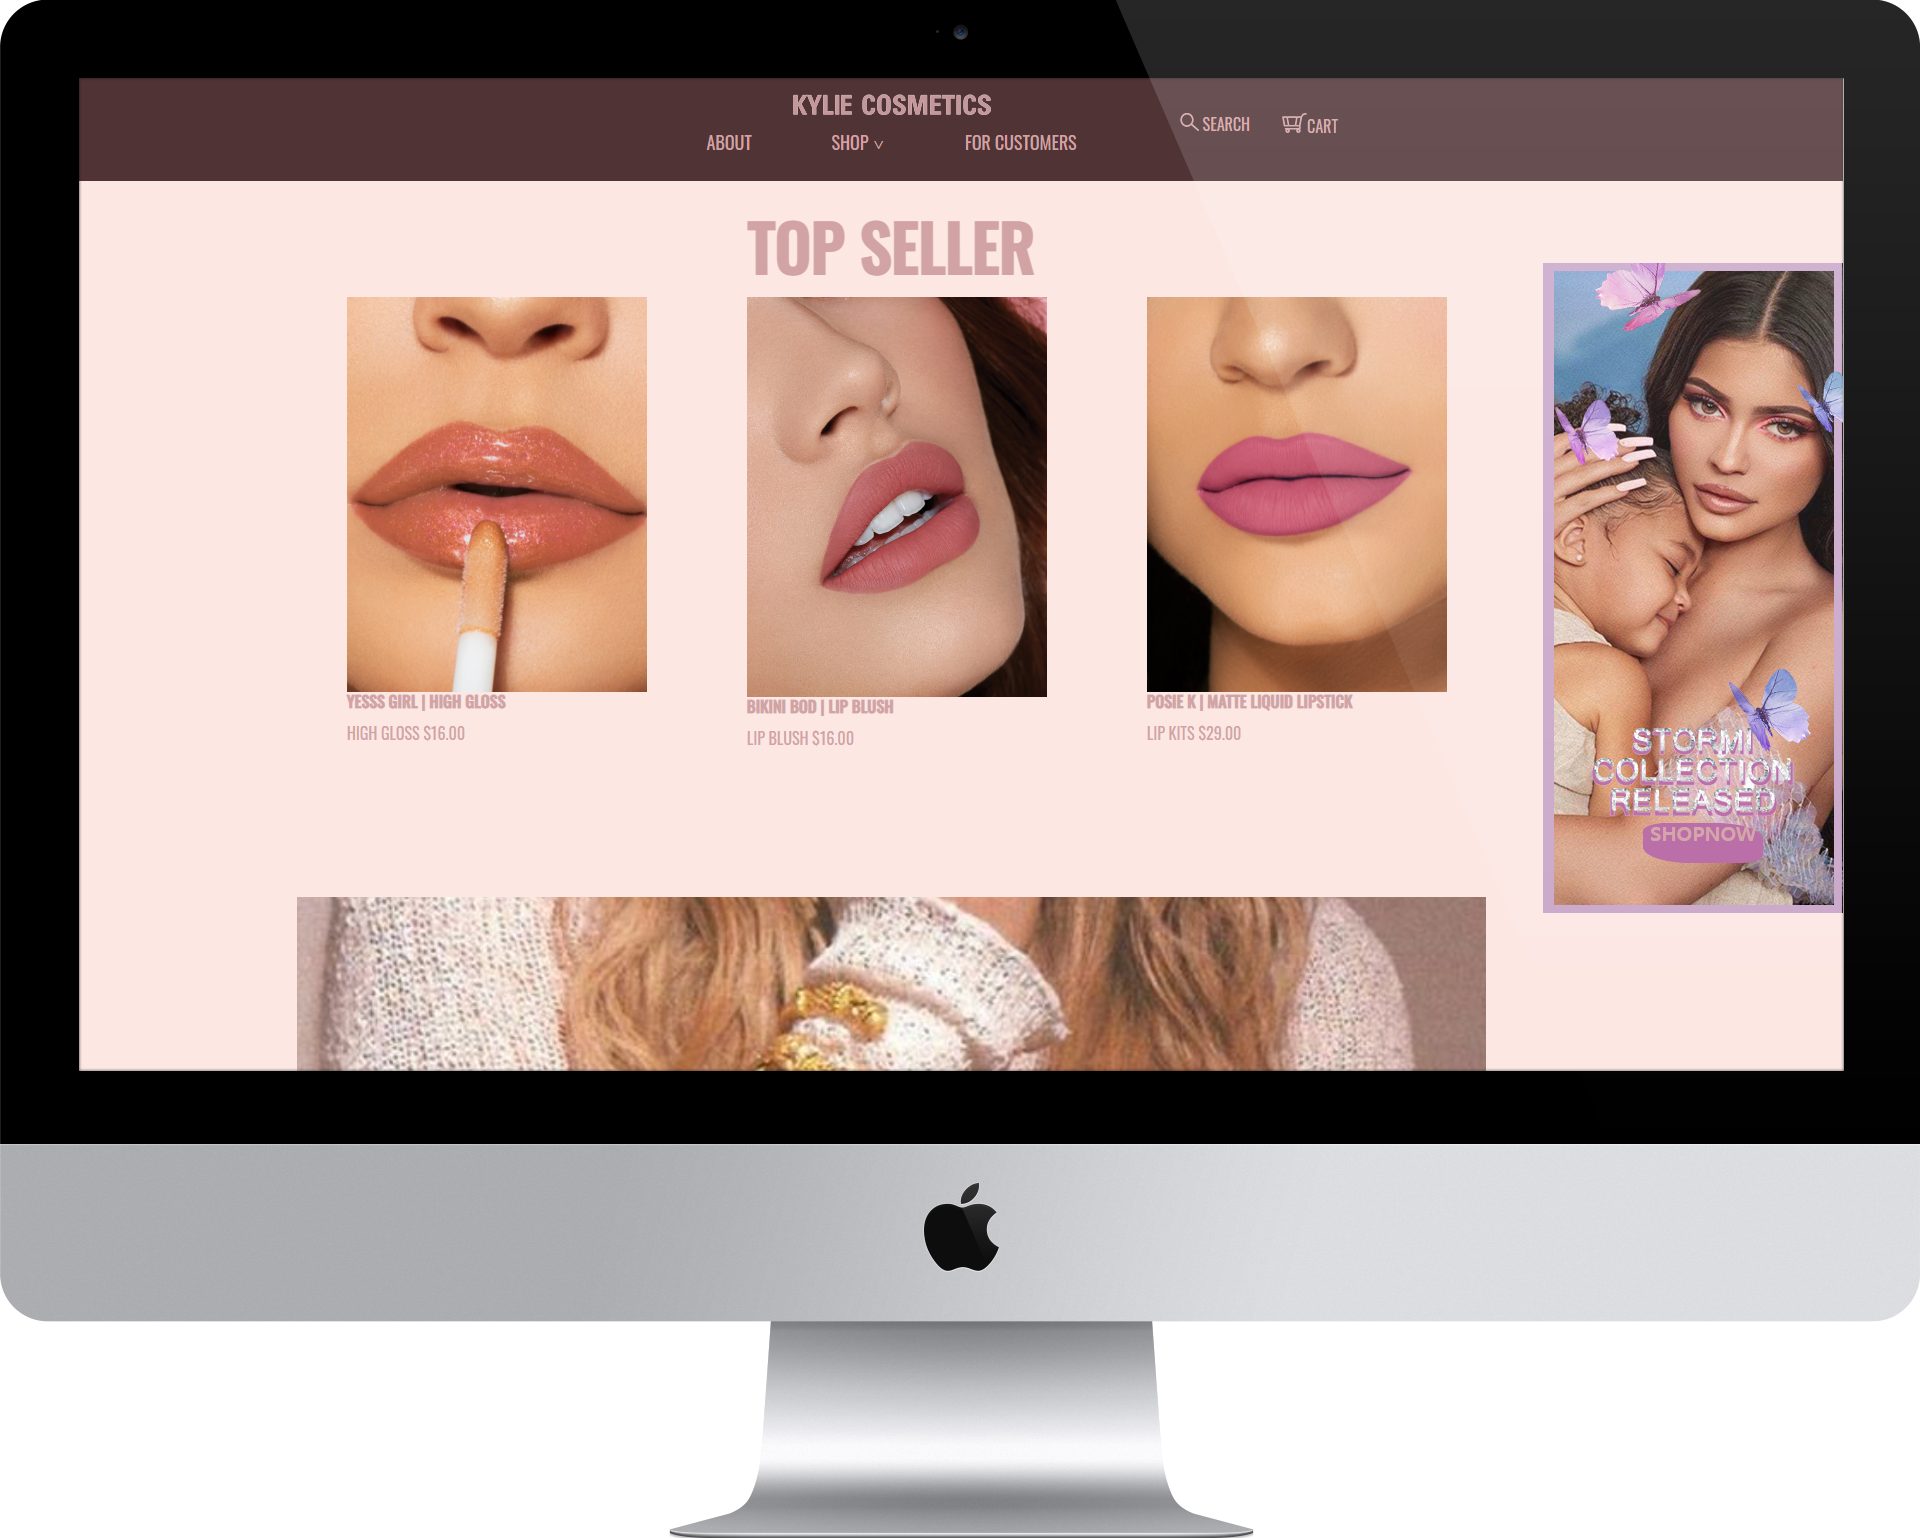 KYLIE COSMETICS
ABOUT
SHOP
FOR CUSTOMERS
SEARCH
CART
TOP SELLER
YESSS GIRL | HIGH GLOSS
HIGH GLOSS $16.00
BIKINI BOD | LIP BLUSH
LIP BLUSH $16.00
POSIE K | MATTE LIQUID LIPSTICK
LIP KITS $29.00
STORMI
COLLECTION
RELEASED
SHOPNOW